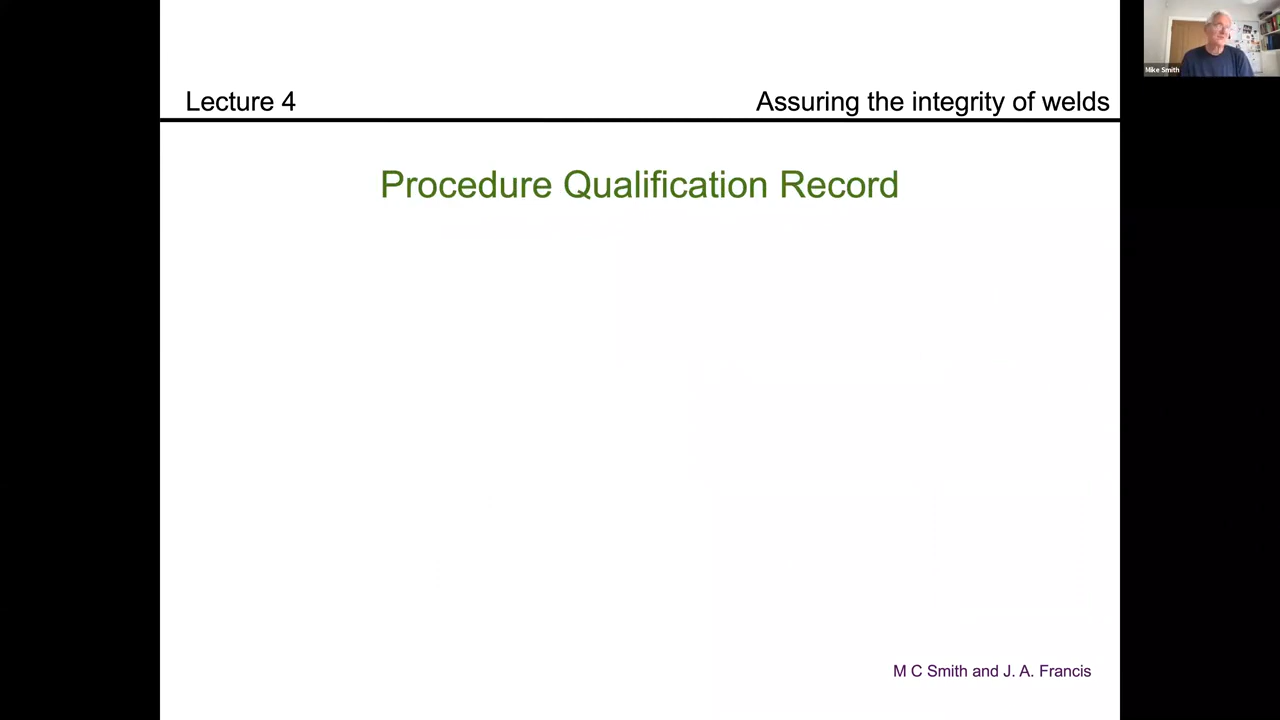 Lecture 4
Assuring the integrity of welds
Procedure Qualification Record
M C Smith and J. A. Francis
Mike Smith